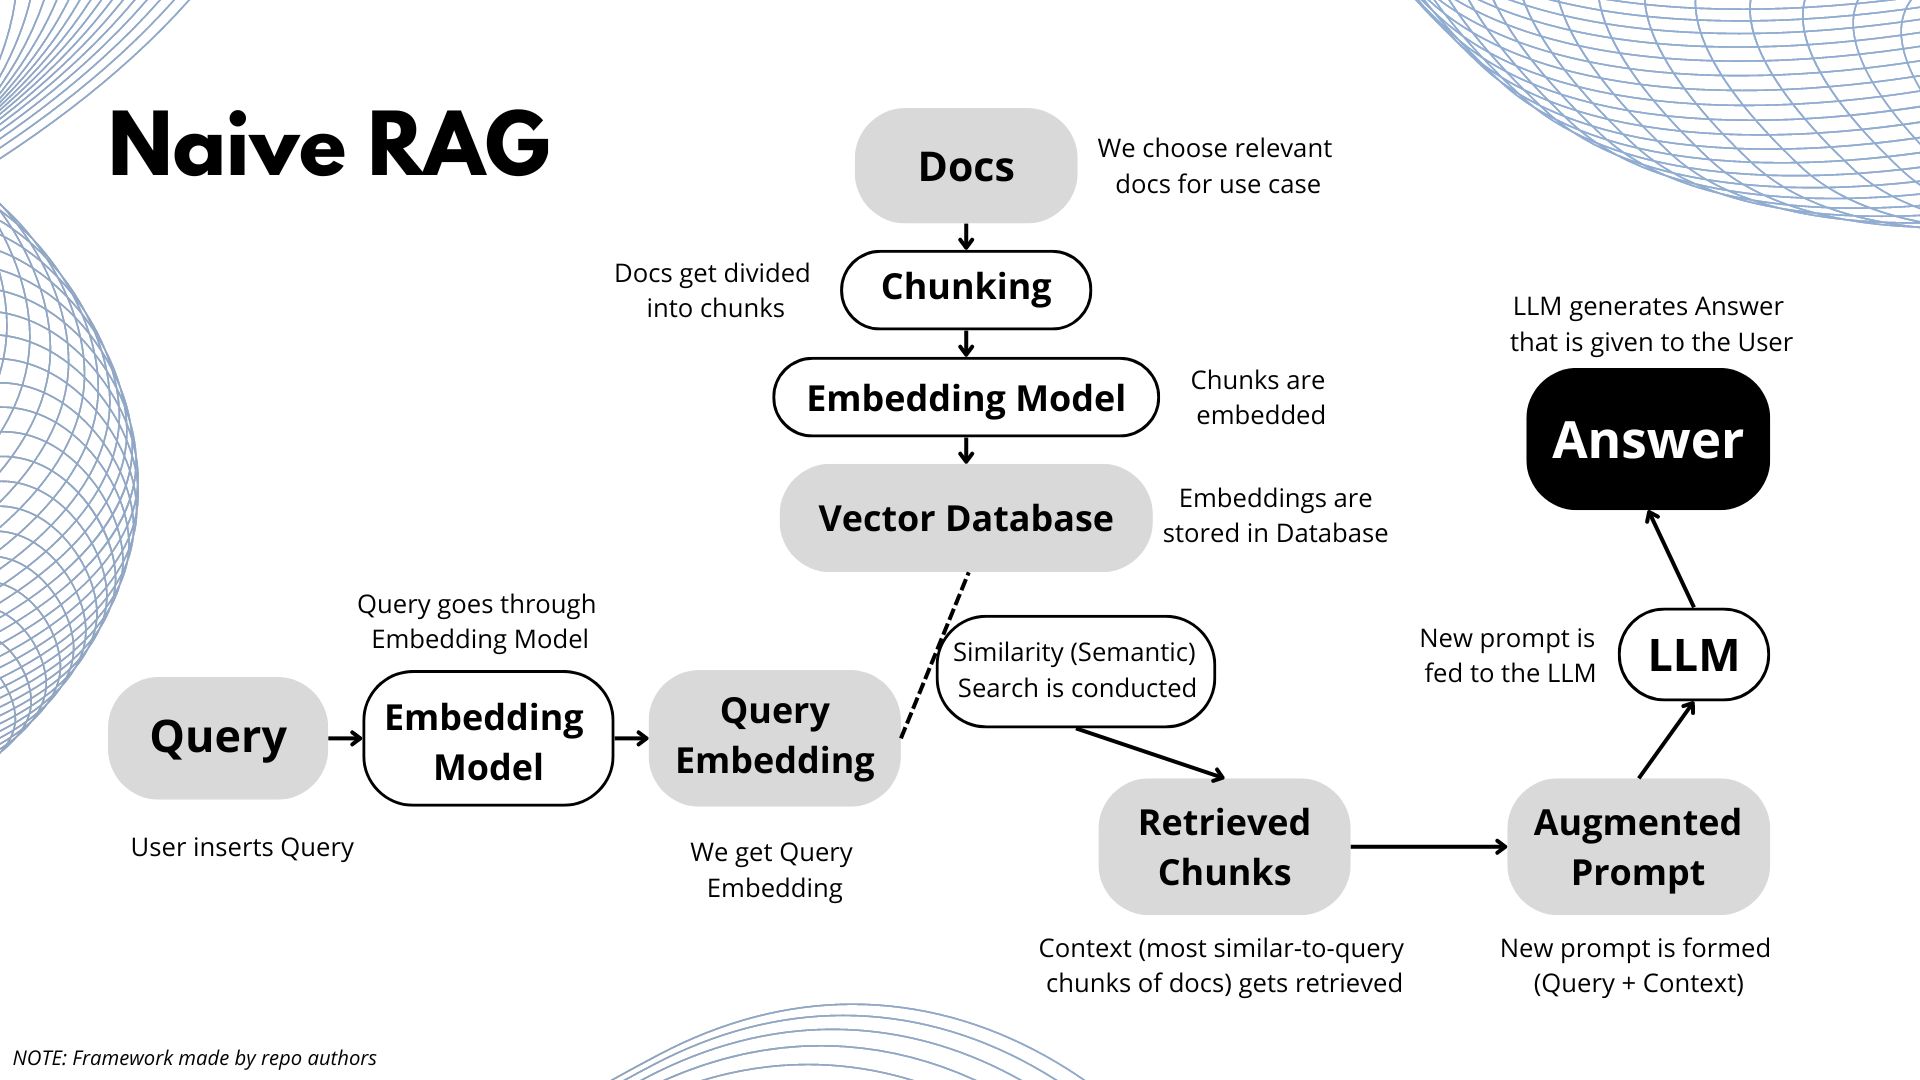 Naive RAG
Docs
We choose relevant
docs for use case
Docs get divided
into chunks
Chunking
Embedding Model
Chunks are
embedded
Vector Database
Embeddings are
stored in Database
Query goes through
Embedding Model
Query
User inserts Query
Embedding
Model
Query
Embedding
We get Query
Embedding
Similarity (Semantic)
Search is conducted
Retrieved
Chunks
Context (most similar-to-query
chunks of docs) gets retrieved
Augmented
Prompt
New prompt is formed
(Query + Context)
New prompt is
fed to the LLM
LLM
LLM generates Answer
that is given to the User
Answer
NOTE: Framework made by repo authors